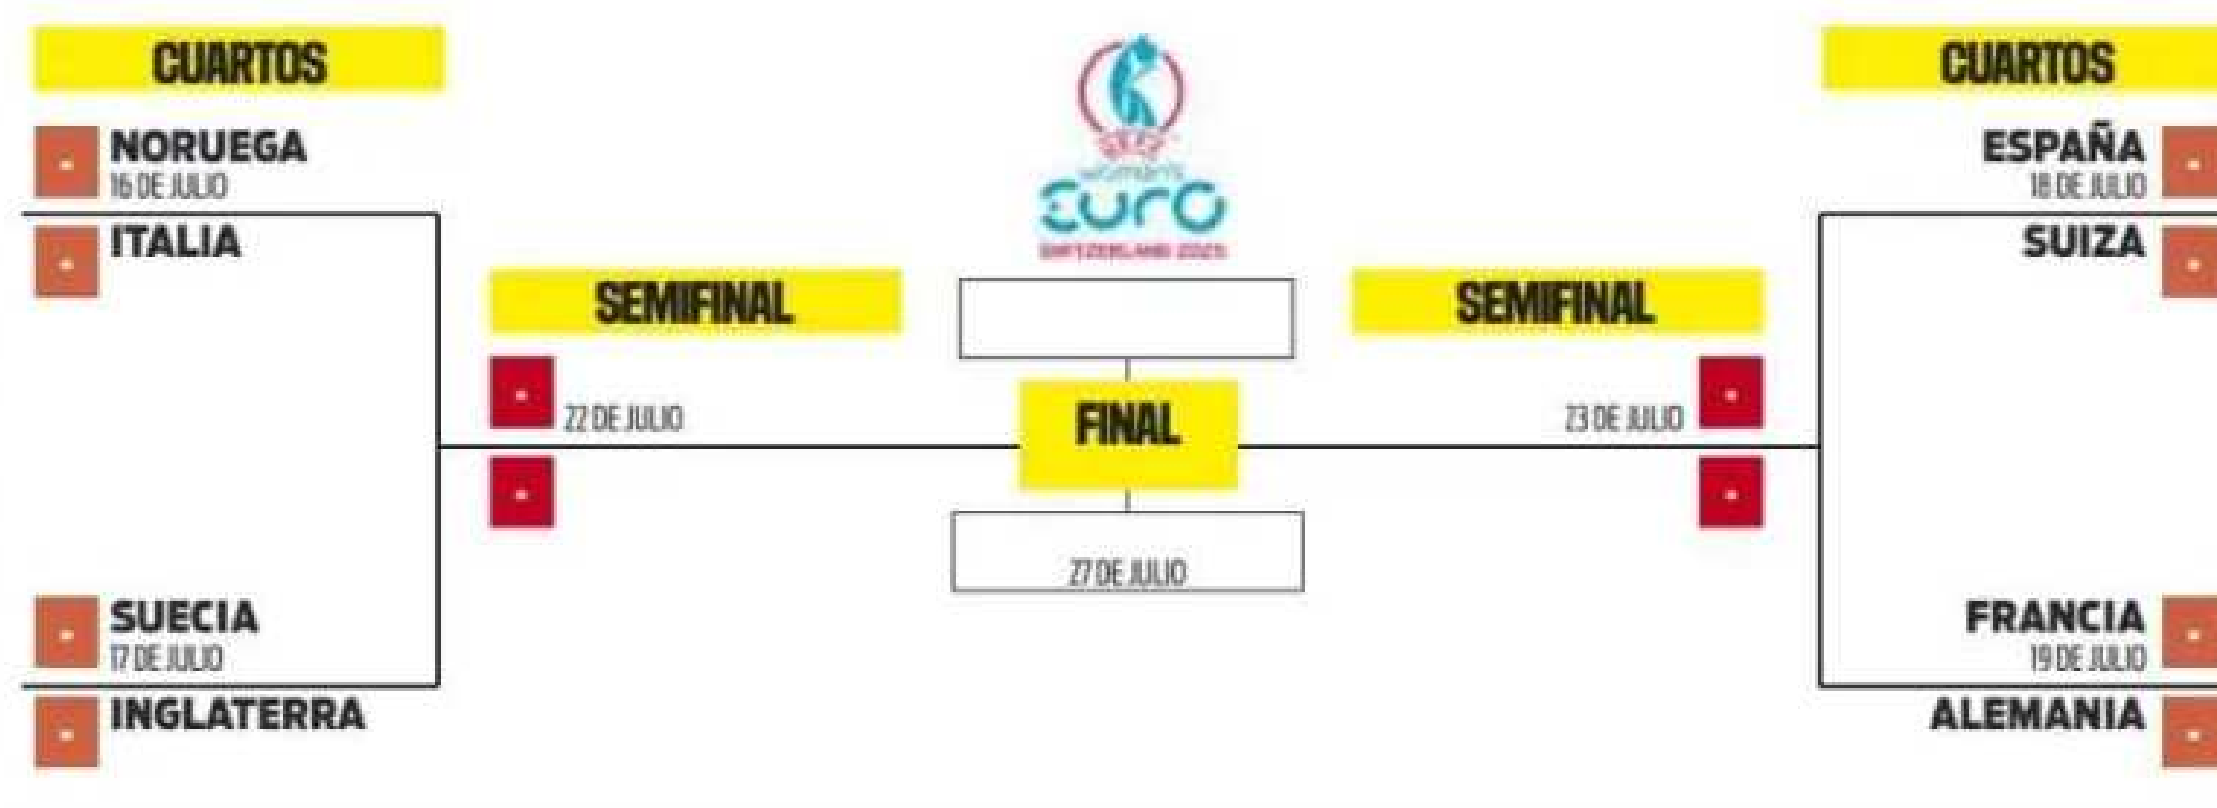 CUARTOS
NORUEGA
16 DE JULIO
ITALIA
SUECIA
17 DE JULIO
INGLATERRA
SEMIFINAL
22 DE JULIO
women's
euro
SWITZERLAND 2025
FINAL
27 DE JULIO
SEMIFINAL
23 DE JULIO
CUARTOS
ESPAÑA
18 DE JULIO
SUIZA
FRANCIA
19 DE JULIO
ALEMANIA